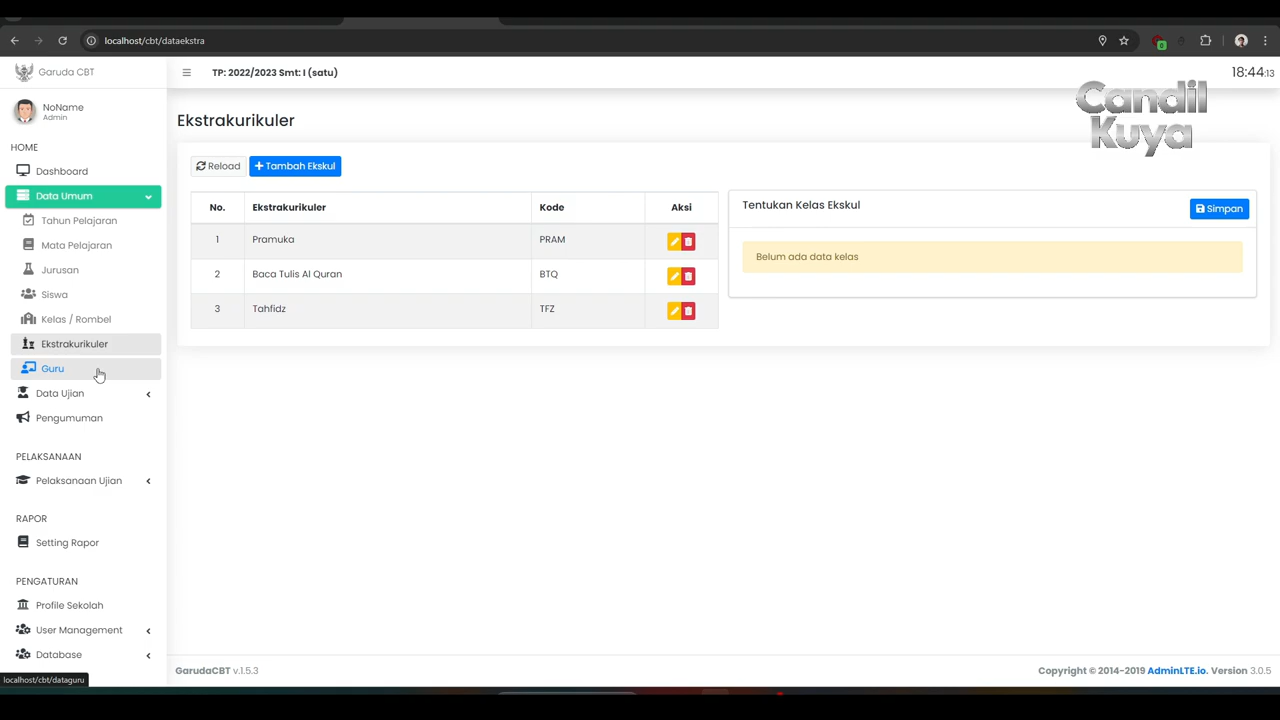 localhost/cbt/dataekstra
Garuda CBT
TP: 2022/2023 Smt: I (satu)
18:44:13
Candil
Kuya
NoName
Admin
HOME
Dashboard
Data Umum
Tahun Pelajaran
Mata Pelajaran
Jurusan
Siswa
Kelas / Rombel
Ekstrakurikuler
Guru
Data Ujian
Pengumuman
PELAKSANAAN
Pelaksanaan Ujian
RAPOR
Setting Rapor
PENGATURAN
Profile Sekolah
User Management
Database
localhost/cbt/dataguru
Ekstrakurikuler
Reload
Tambah Ekskul
No. Ekstrakurikuler Kode Aksi
1 Pramuka PRAM
2 Baca Tulis Al Quran BTQ
3 Tahfidz TFZ
Tentukan Kelas Ekskul
Simpan
Belum ada data kelas
GarudaCBT v.1.5.3
Copyright © 2014-2019 AdminLTE.io. Version 3.0.5